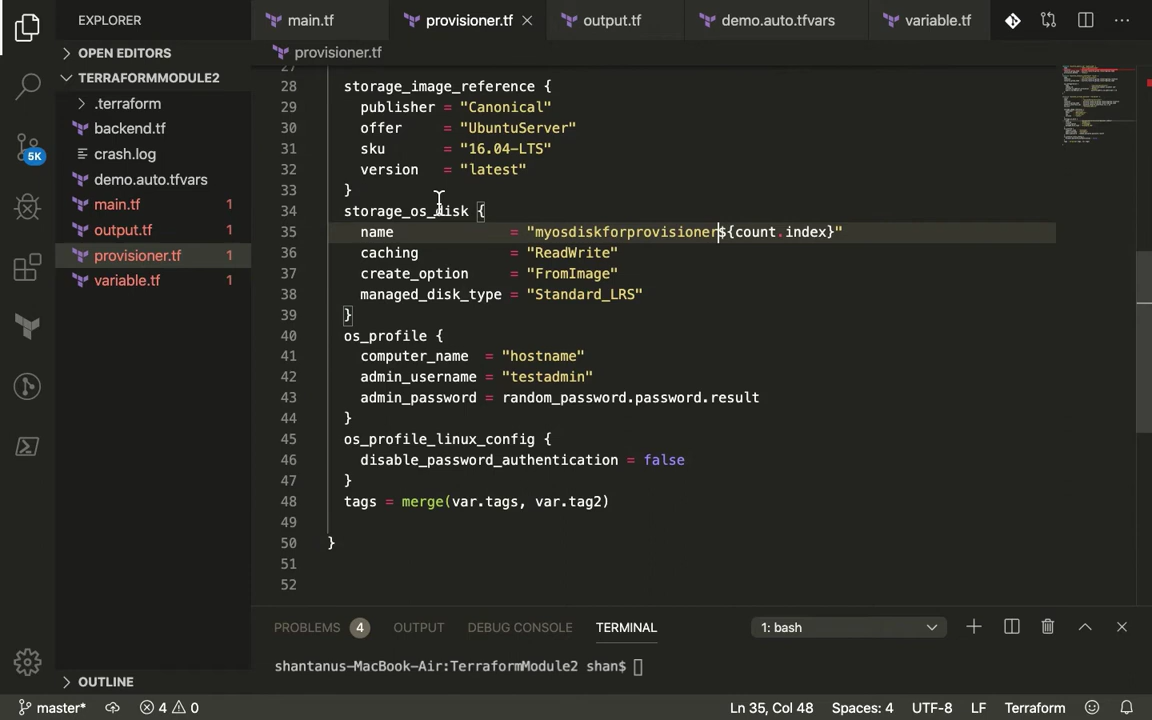 EXPLORER
main.tf
provisioner.tf
output.tf
demo.auto.tfvars
variable.tf
OPEN EDITORS
provisioner.tf
TERRAFORMMODULE2
.terraform
backend.tf
crash.log
demo.auto.tfvars
main.tf 1
output.tf 1
provisioner.tf 1
variable.tf 1
5K
27
28 storage_image_reference {
29 publisher = "Canonical"
30 offer = "UbuntuServer"
31 sku = "16.04-LTS"
32 version = "latest"
33 }
34 storage_os_disk {
35 name = "myosdiskforprovisioner${count.index}"
36 caching = "ReadWrite"
37 create_option = "FromImage"
38 managed_disk_type = "Standard_LRS"
39 }
40 os_profile {
41 computer_name = "hostname"
42 admin_username = "testadmin"
43 admin_password = random_password.password.result
44 }
45 os_profile_linux_config {
46 disable_password_authentication = false
47 }
48 tags = merge(var.tags, var.tag2)
49
50 }
51
52
PROBLEMS 4 OUTPUT DEBUG CONSOLE TERMINAL 1: bash
shantanus-MacBook-Air:TerraformModule2 shan$
OUTLINE
master* 4 0 Ln 35, Col 48 Spaces: 4 UTF-8 LF Terraform